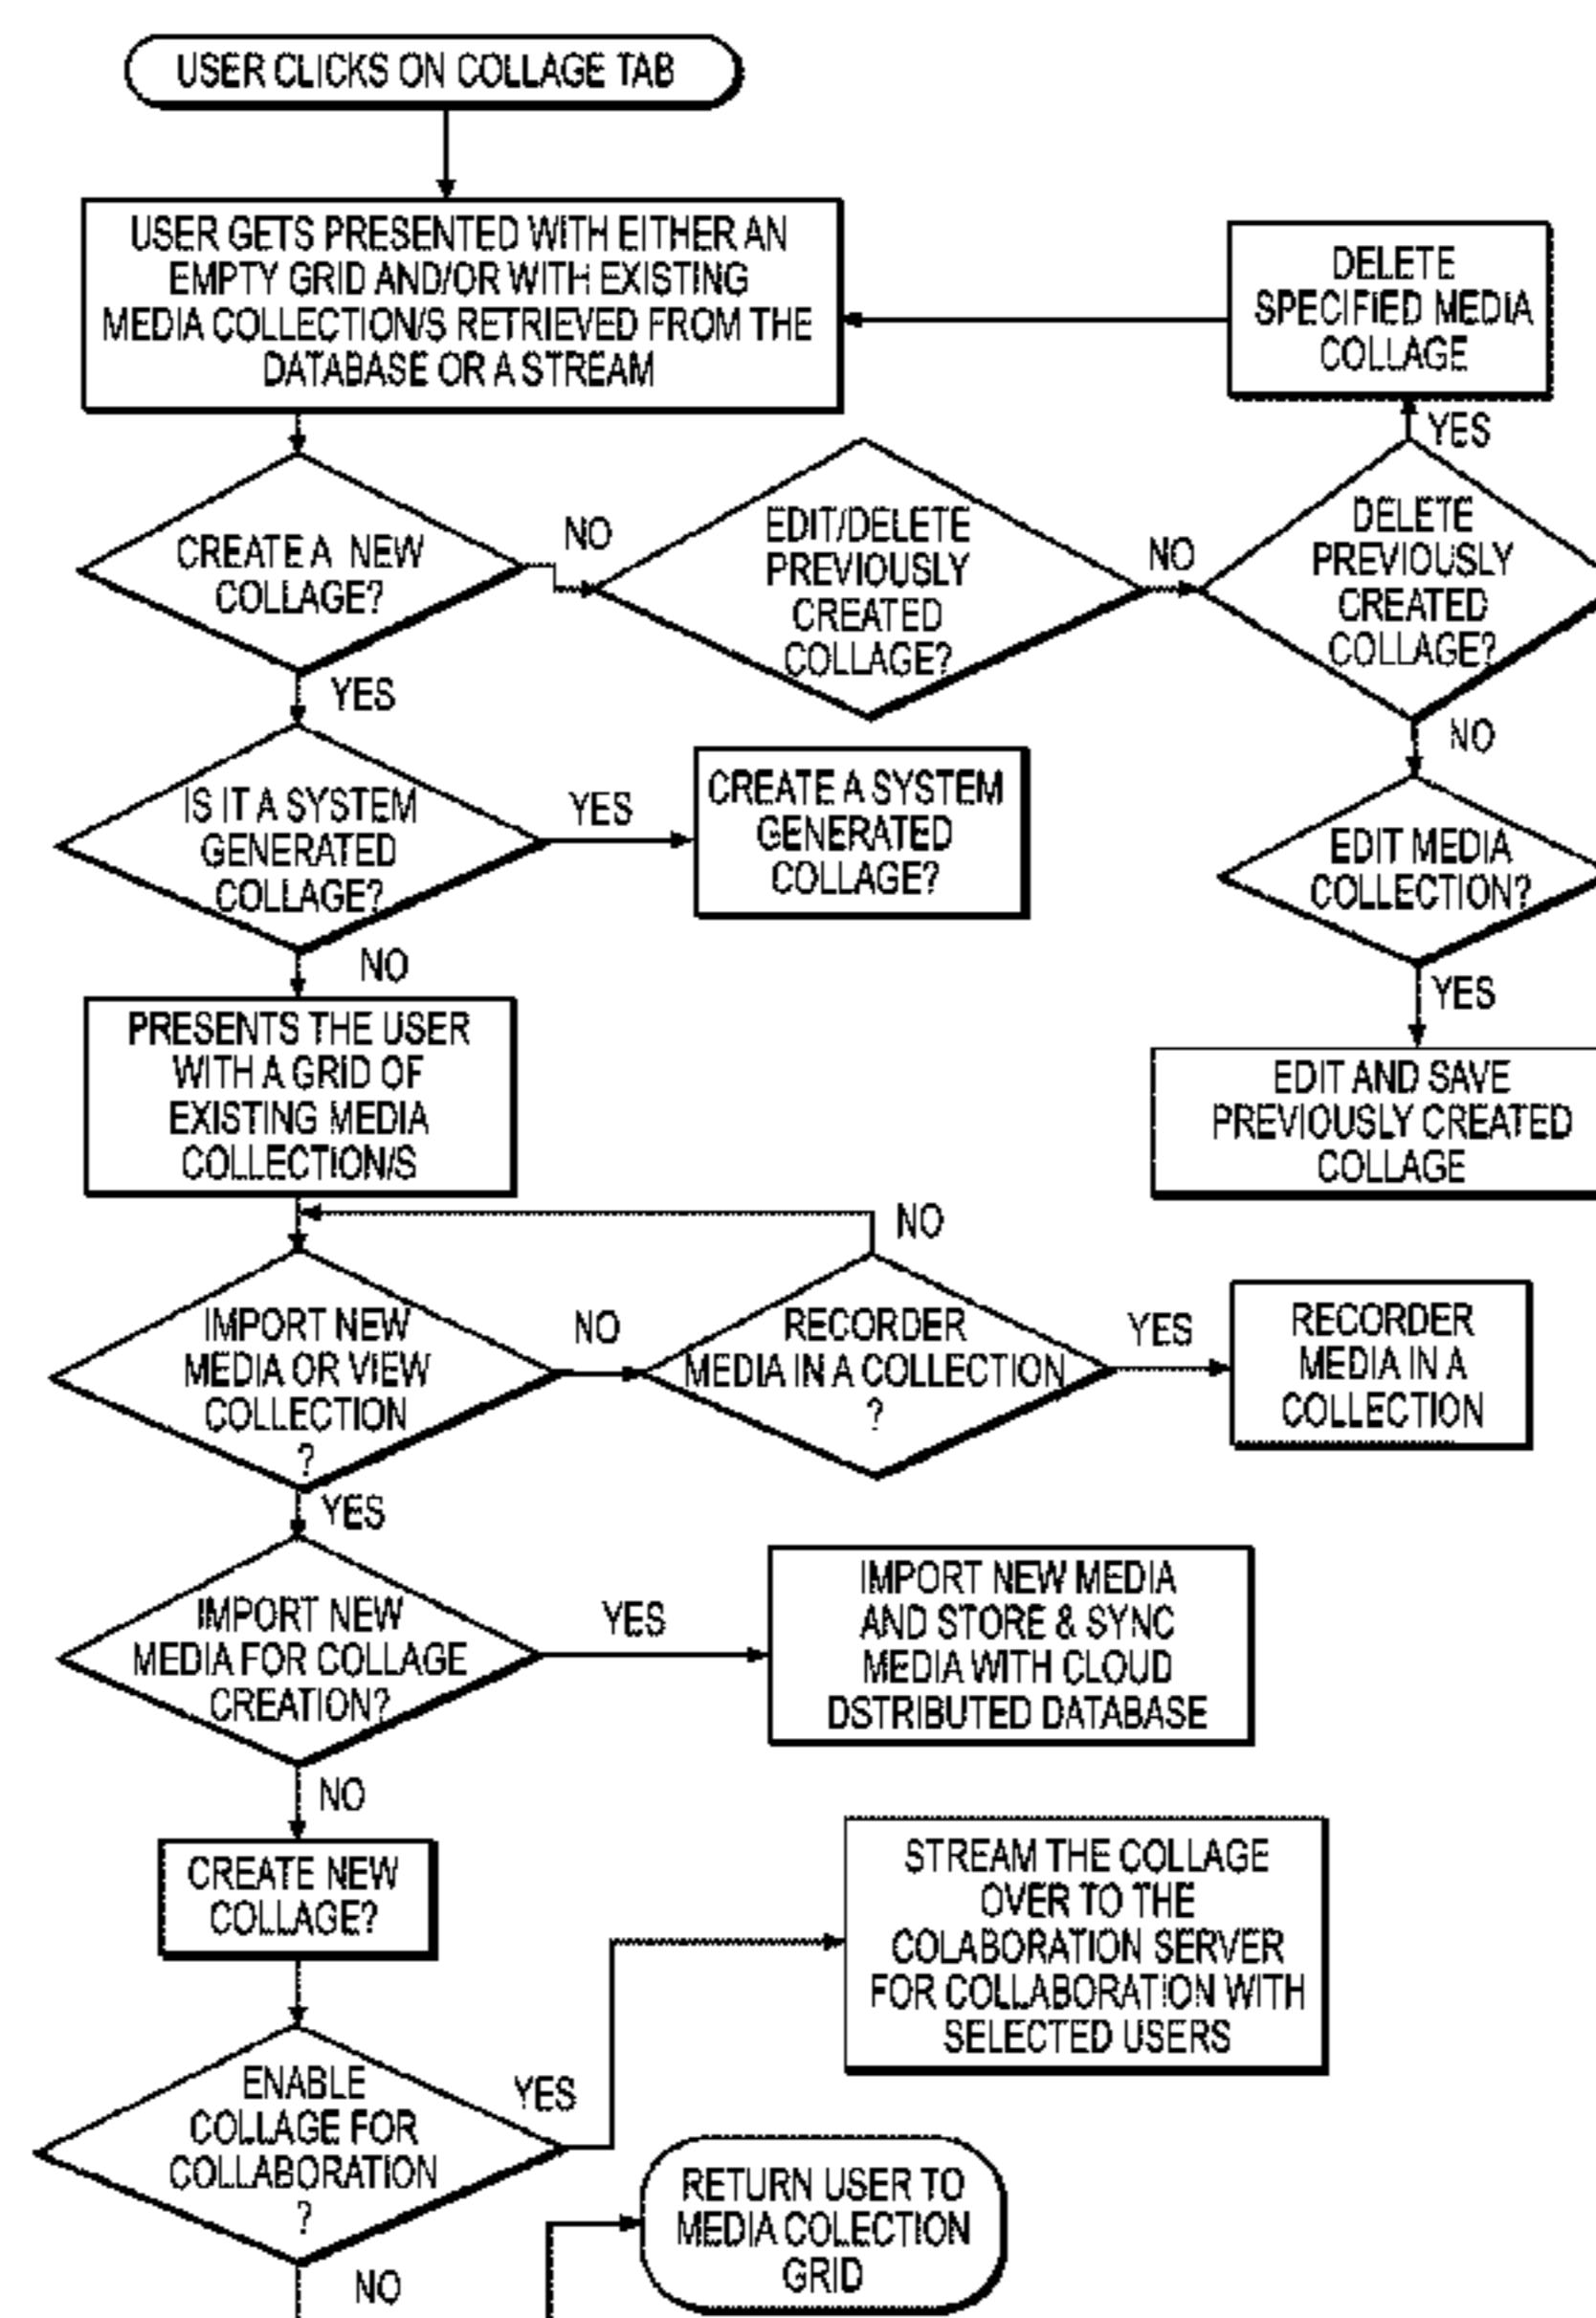 USER CLICKS ON COLLAGE TAB
USER GETS PRESENTED WITH EITHER AN
EMPTY GRID AND/OR WITH EXISTING
MEDIA COLLECTION/S RETRIEVED FROM THE
DATABASE OR A STREAM
DELETE
SPECIFIED MEDIA
COLLAGE
YES
CREATE A NEW
COLLAGE?
NO
EDIT/DELETE
PREVIOUSLY
CREATED
COLLAGE?
NO
DELETE
PREVIOUSLY
CREATED
COLLAGE?
YES
NO
IS IT A SYSTEM
GENERATED
COLLAGE?
YES
CREATE A SYSTEM
GENERATED
COLLAGE?
EDIT MEDIA
COLLECTION?
NO
YES
PRESENTS THE USER
WITH A GRID OF
EXISTING MEDIA
COLLECTION/S
EDIT AND SAVE
PREVIOUSLY CREATED
COLLAGE
NO
IMPORT NEW
MEDIA OR VIEW
COLLECTION
?
NO
RECORDER
MEDIA IN A COLLECTION
?
YES
RECORDER
MEDIA IN A
COLLECTION
YES
IMPORT NEW
MEDIA FOR COLLAGE
CREATION?
YES
IMPORT NEW MEDIA
AND STORE & SYNC
MEDIA WITH CLOUD
DSTRIBUTED DATABASE
NO
CREATE NEW
COLLAGE?
STREAM THE COLLAGE
OVER TO THE
COLABORATION SERVER
FOR COLLABORATION WITH
SELECTED USERS
ENABLE
COLLAGE FOR
COLLABORATION
?
YES
RETURN USER TO
MEDIA COLECTION
GRID
NO